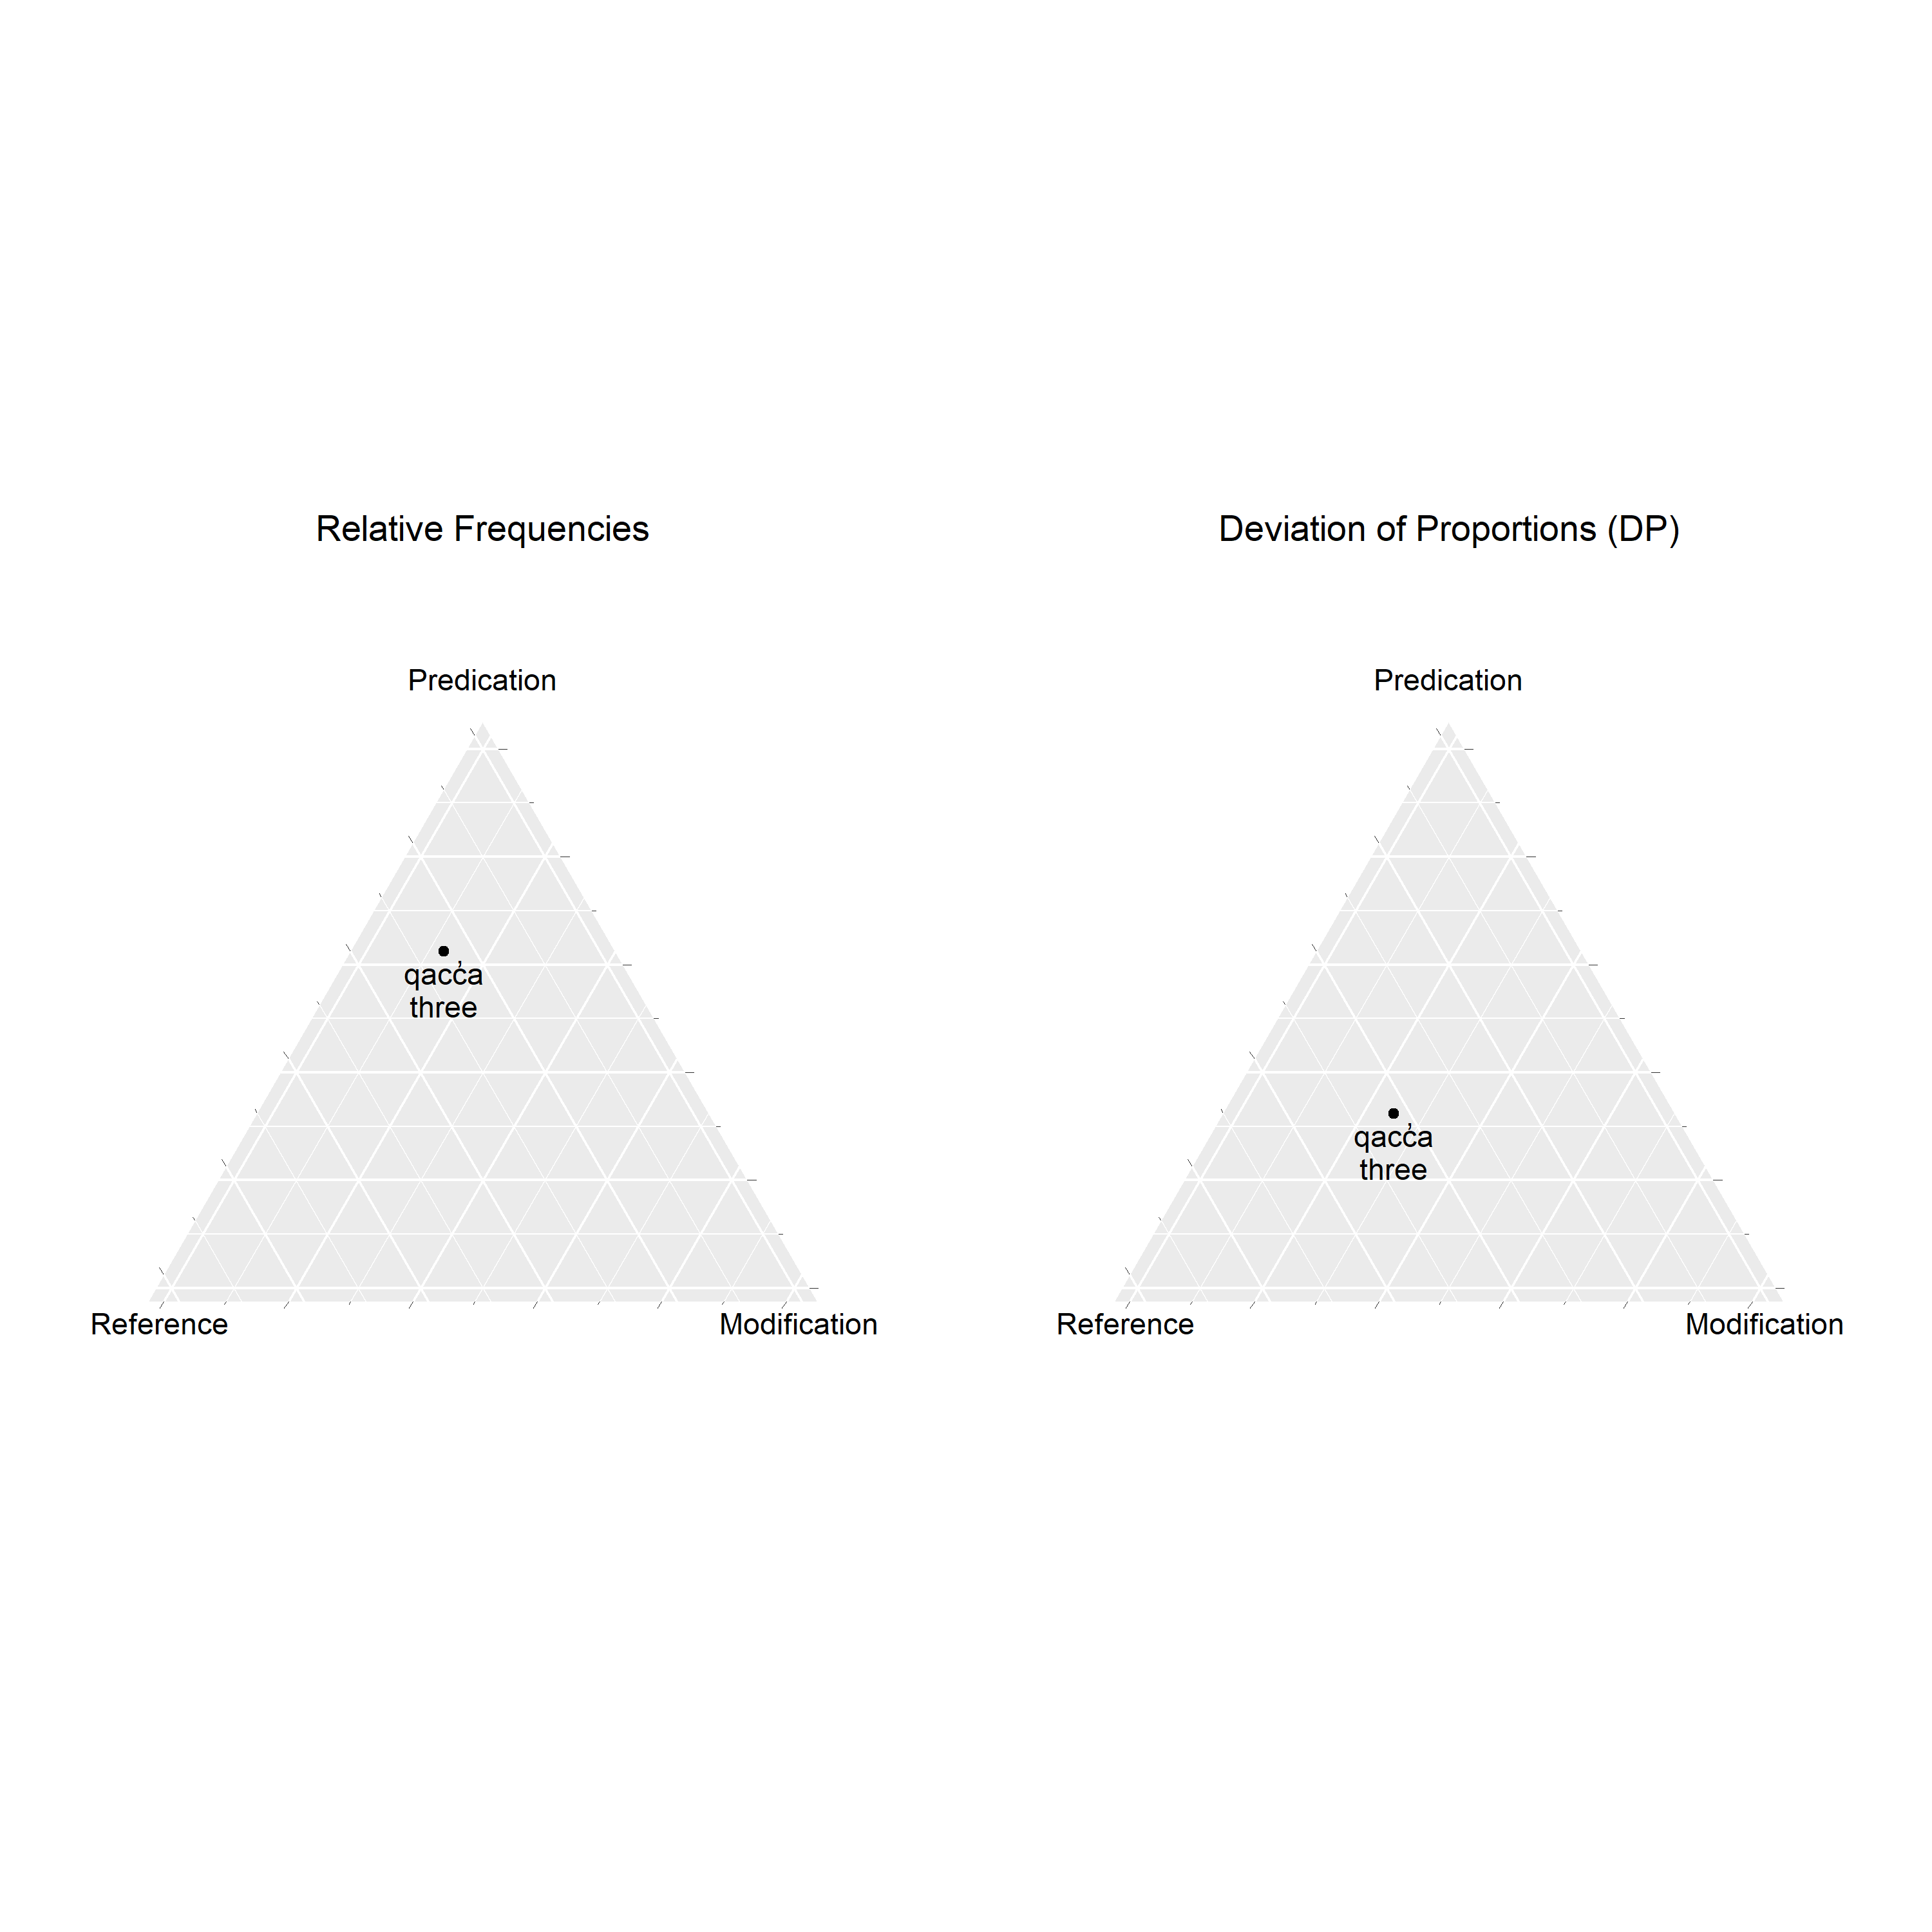 Relative Frequencies
Predication
qacc̓a
three
Reference
Modification
Deviation of Proportions (DP)
Predication
qacc̓a
three
Reference
Modification